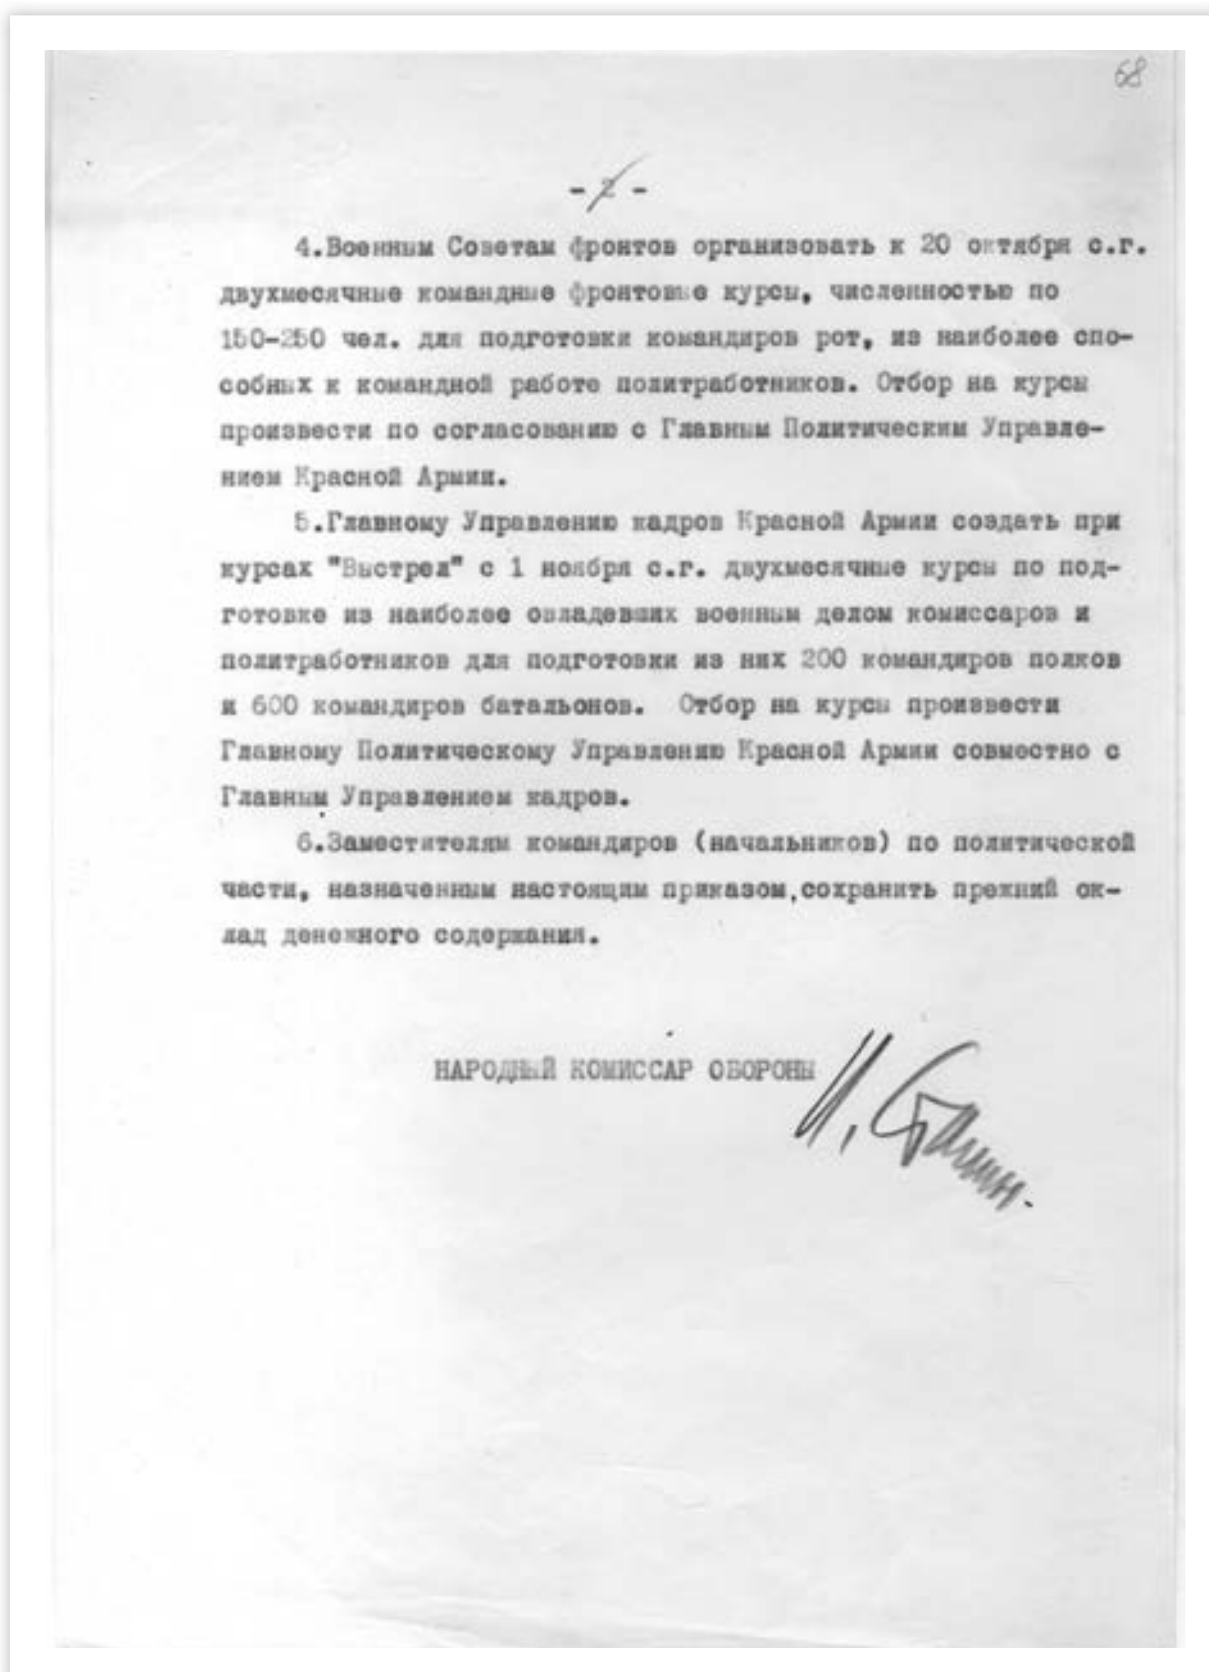 68
- 2 -
4.Военным Советам фронтов организовать к 20 октября с.г.
двухмесячные командные фронтовые курсы, численностью по
150-250 чел. для подготовки командиров рот, из наиболее спо-
собных к командной работе политработников. Отбор на курсы
произвести по согласованию с Главным Политическим Управле-
нием Красной Армии.
5.Главному Управлению кадров Красной Армии создать при
курсах "Выстрел" с 1 ноября с.г. двухмесячные курсы по под-
готовке из наиболее овладевших военным делом комиссаров и
политработников для подготовки из них 200 командиров полков
и 600 командиров батальонов. Отбор на курсы произвести
Главному Политическому Управлению Красной Армии совместно с
Главным Управлением кадров.
6.Заместителям командиров (начальников) по политической
части, назначенным настоящим приказом,сохранить прежний ок-
лад денежного содержания.
НАРОДНЫЙ КОМИССАР ОБОРОНЫ
И. Сталин.